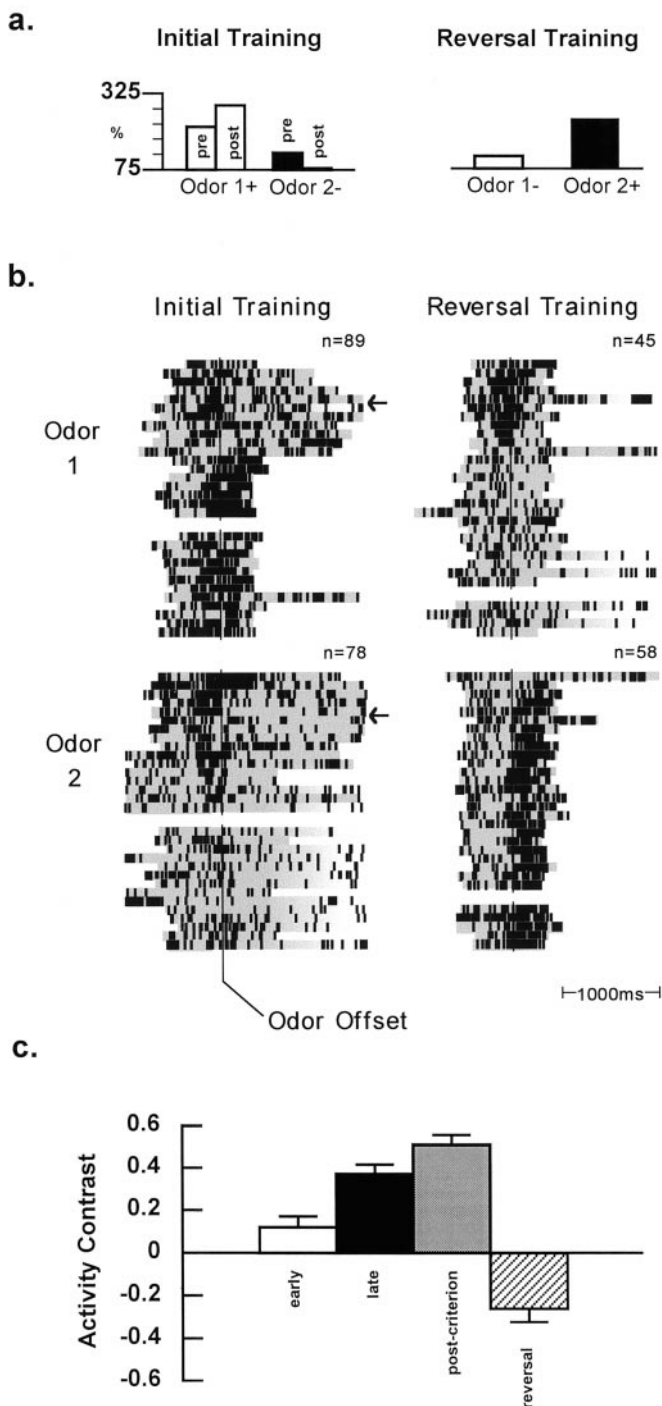 a.
Initial Training
Reversal Training
325
%
75
pre
post
pre
post
Odor 1+
Odor 2-
Odor 1-
Odor 2+
b.
Initial Training
Reversal Training
n=89
n=45
Odor
1
n=78
n=58
Odor
2
1000ms
Odor Offset
c.
Activity Contrast
0.6
0.4
0.2
0
-0.2
-0.4
-0.6
early
late
post-criterion
reversal